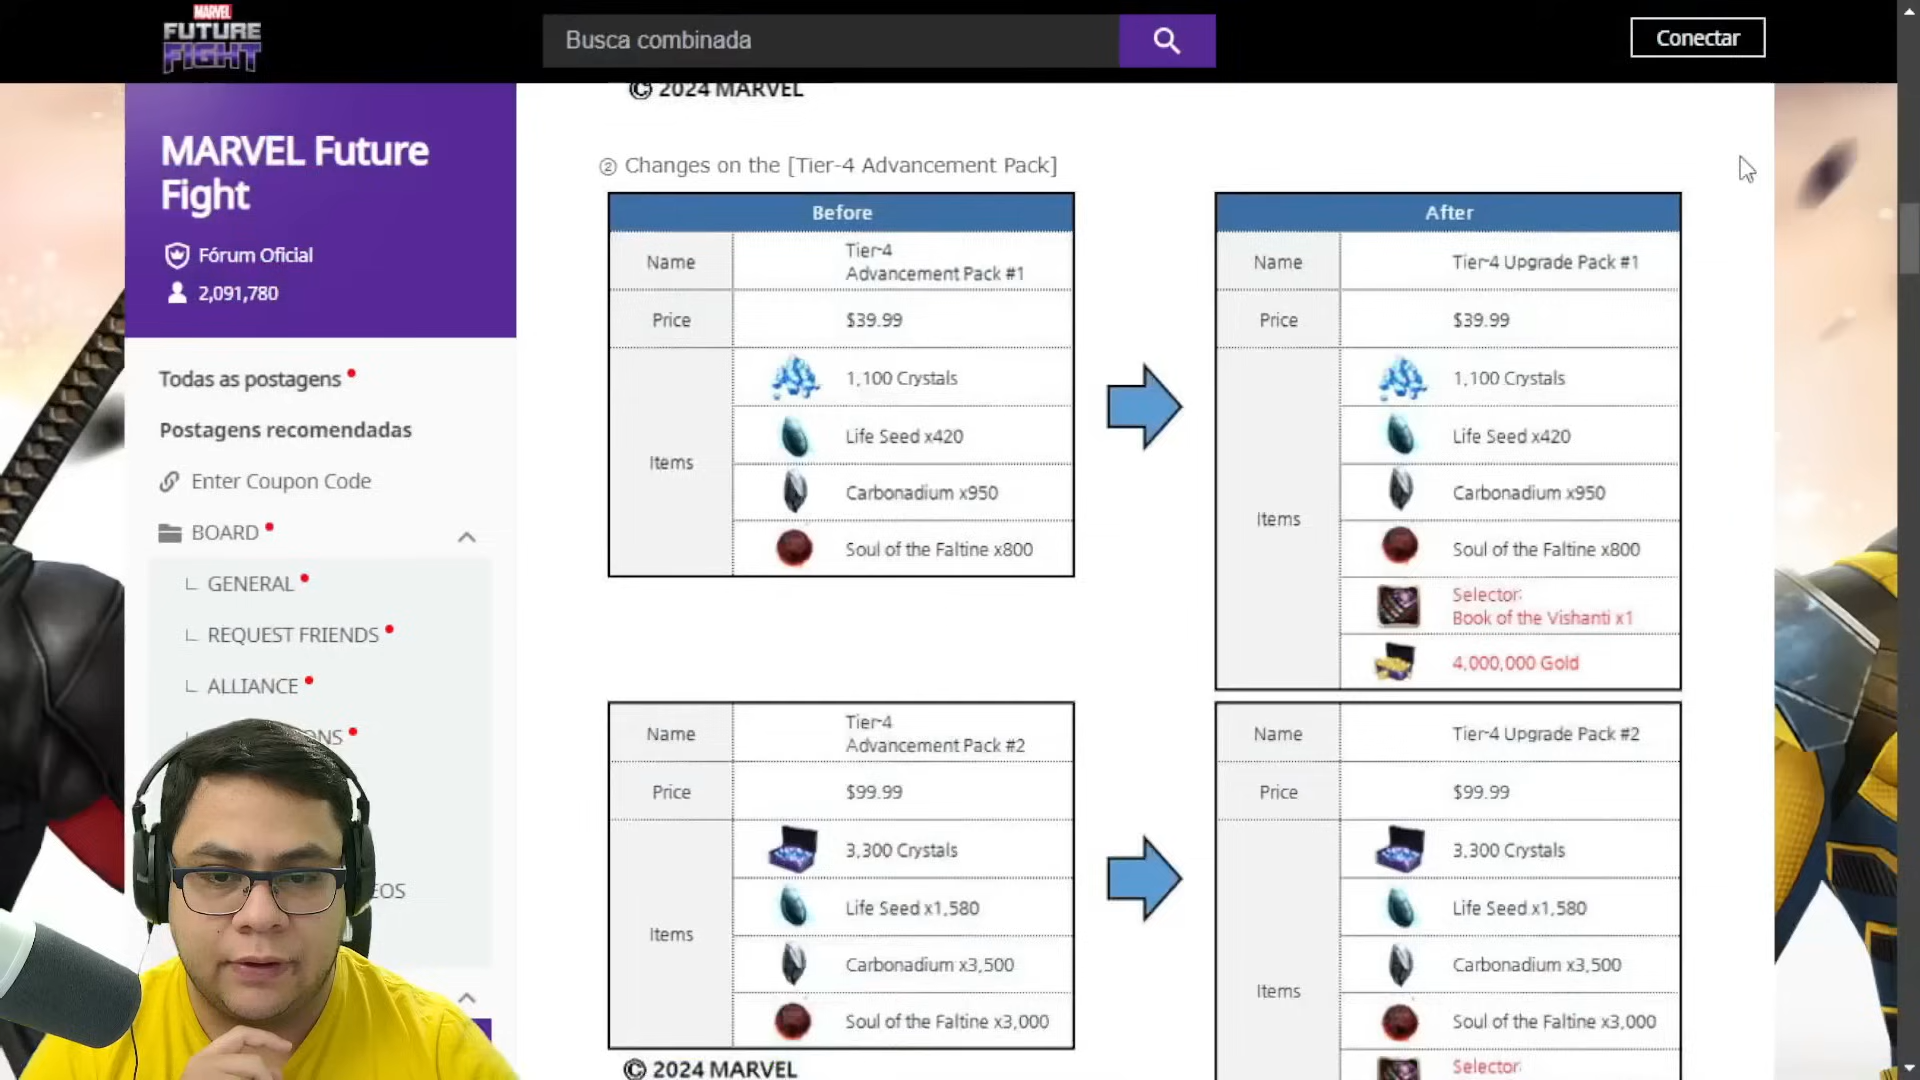 MARVEL
FUTURE
FIGHT
Busca combinada
Conectar
MARVEL Future
Fight
Fórum Oficial
2,091,780
Todas as postagens
Postagens recomendadas
Enter Coupon Code
BOARD
GENERAL
REQUEST FRIENDS
ALLIANCE
NS
EOS
© 2024 MARVEL
② Changes on the [Tier-4 Advancement Pack]
Before
Name
Tier-4
Advancement Pack #1
Price
$39.99
Items
1,100 Crystals
Life Seed x420
Carbonadium x950
Soul of the Faltine x800
After
Name
Tier-4 Upgrade Pack #1
Price
$39.99
Items
1,100 Crystals
Life Seed x420
Carbonadium x950
Soul of the Faltine x800
Selector:
Book of the Vishanti x1
4,000,000 Gold
Name
Tier-4
Advancement Pack #2
Price
$99.99
Items
3,300 Crystals
Life Seed x1,580
Carbonadium x3,500
Soul of the Faltine x3,000
© 2024 MARVEL
Name
Tier-4 Upgrade Pack #2
Price
$99.99
Items
3,300 Crystals
Life Seed x1,580
Carbonadium x3,500
Soul of the Faltine x3,000
Selector: